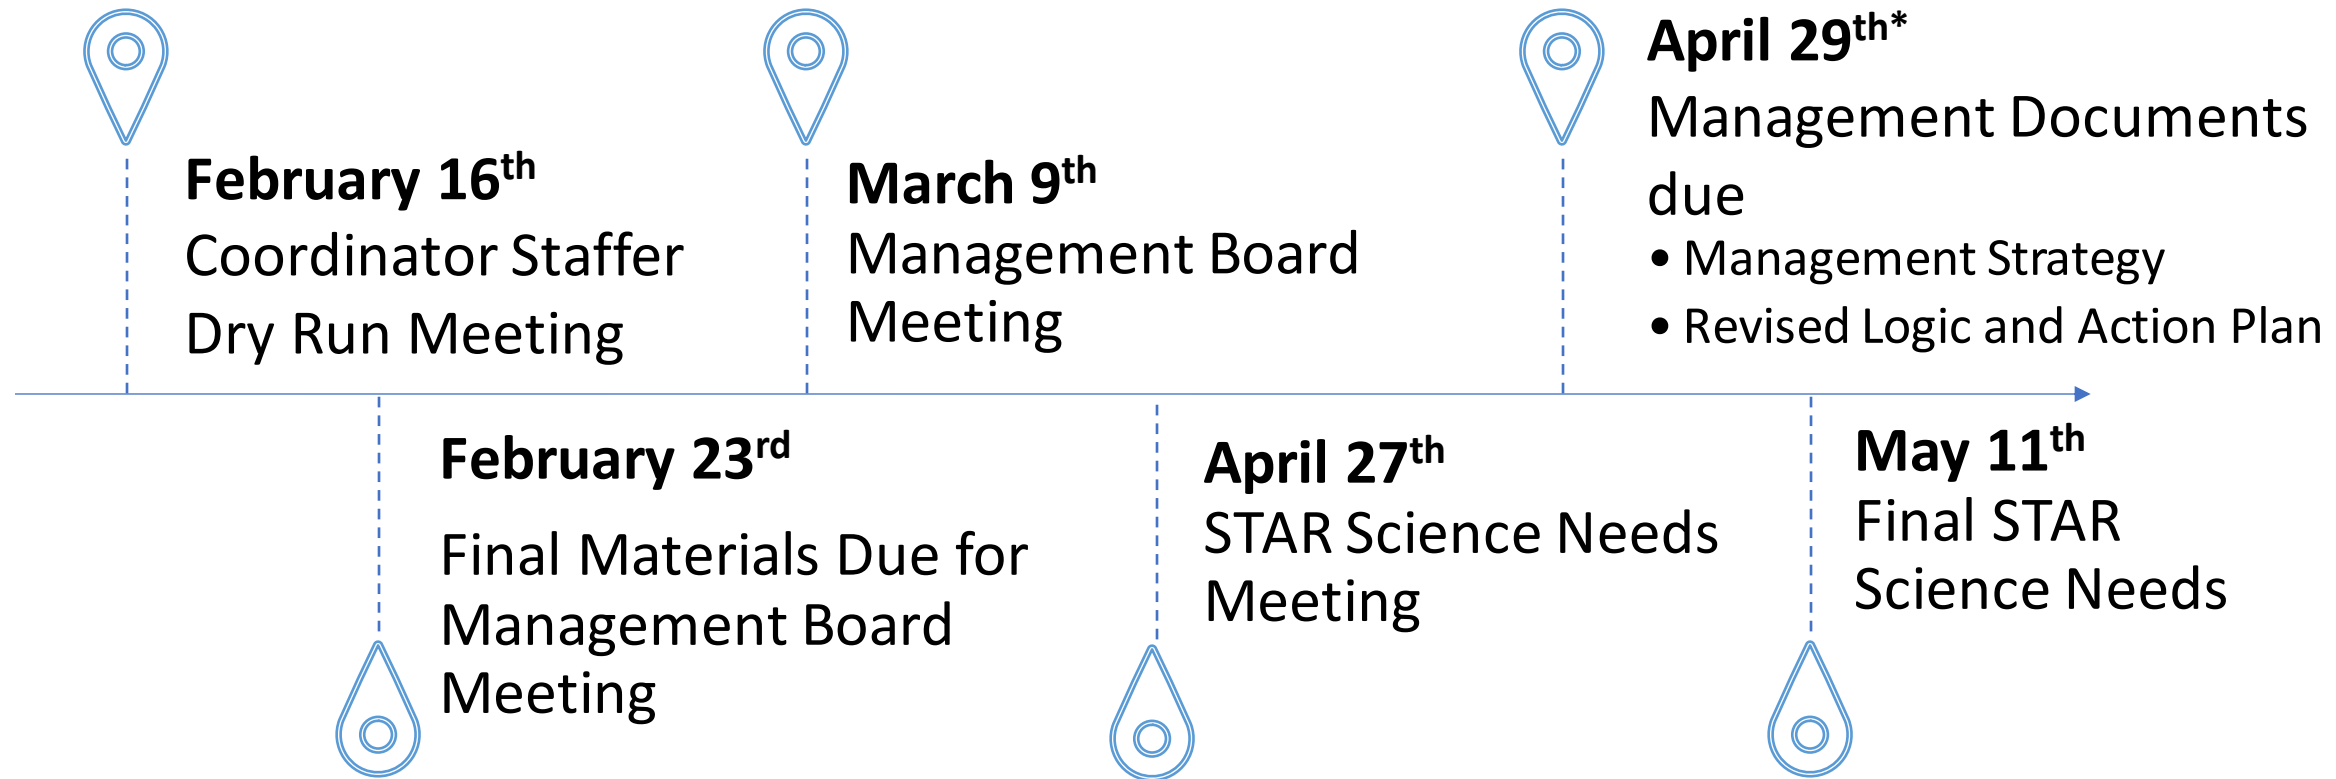 February 16th
Coordinator Staffer
Dry Run Meeting
February 23rd
Final Materials Due for
Management Board
Meeting
March 9th
Management Board
Meeting
April 27th
STAR Science Needs
Meeting
April 29th*
Management Documents
due
• Management Strategy
• Revised Logic and Action Plan
May 11th
Final STAR
Science Needs